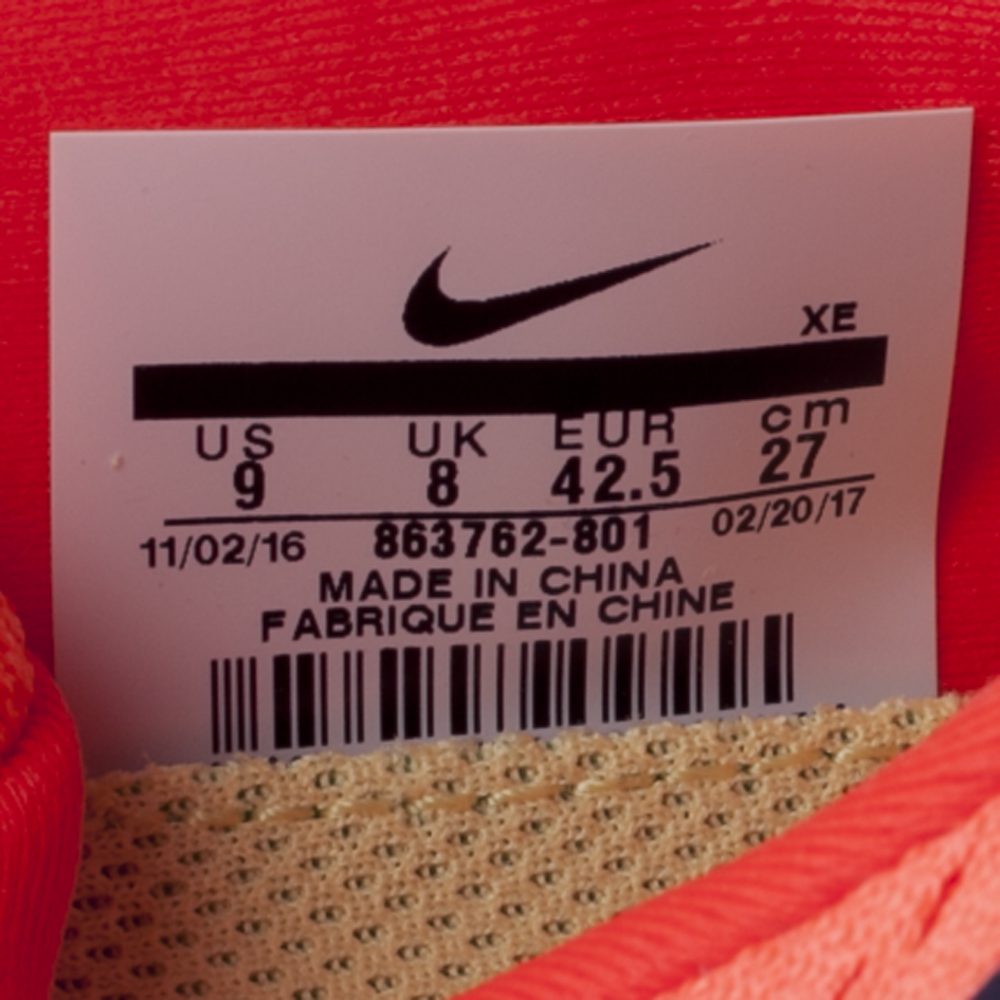 XE
US UK EUR cm
9 8 42.5 27
11/02/16 863762-801 02/20/17
MADE IN CHINA
FABRIQUE EN CHINE